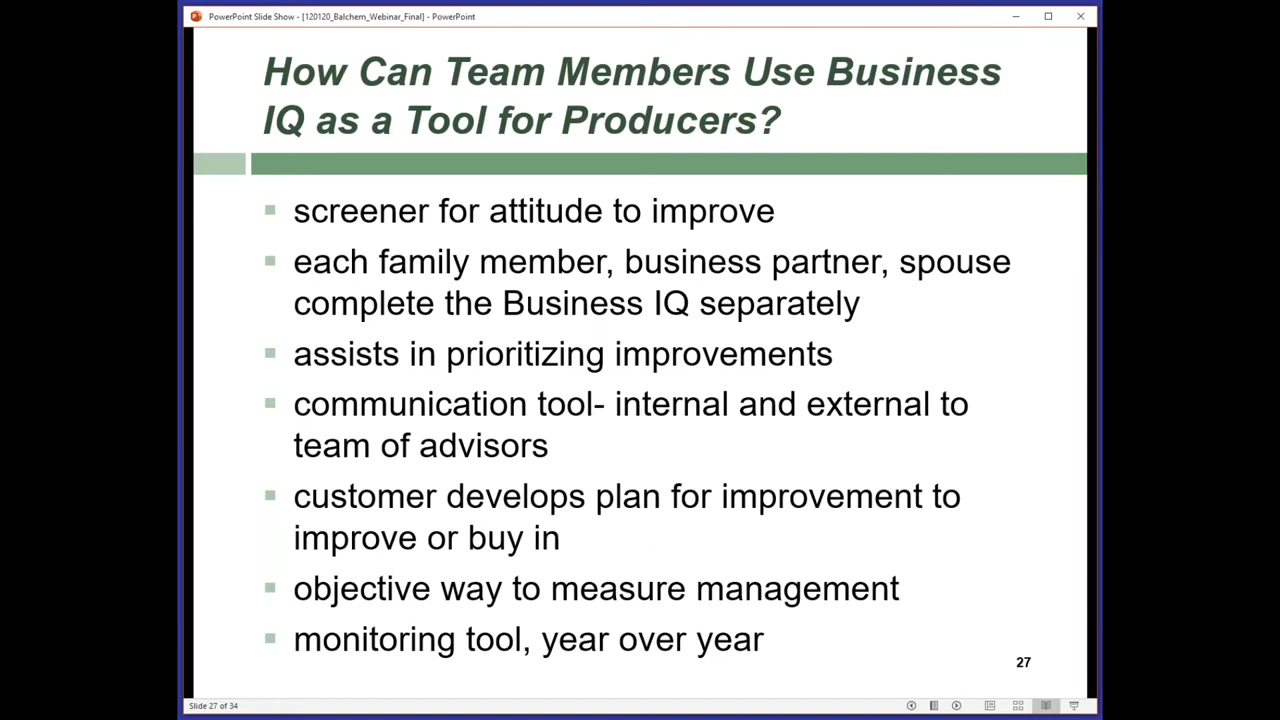 PowerPoint Slide Show - [120120_Balchem_Webinar_Final] - PowerPoint
How Can Team Members Use Business
IQ as a Tool for Producers?
screener for attitude to improve
each family member, business partner, spouse
complete the Business IQ separately
assists in prioritizing improvements
communication tool- internal and external to
team of advisors
customer develops plan for improvement to
improve or buy in
objective way to measure management
monitoring tool, year over year
27
Slide 27 of 34